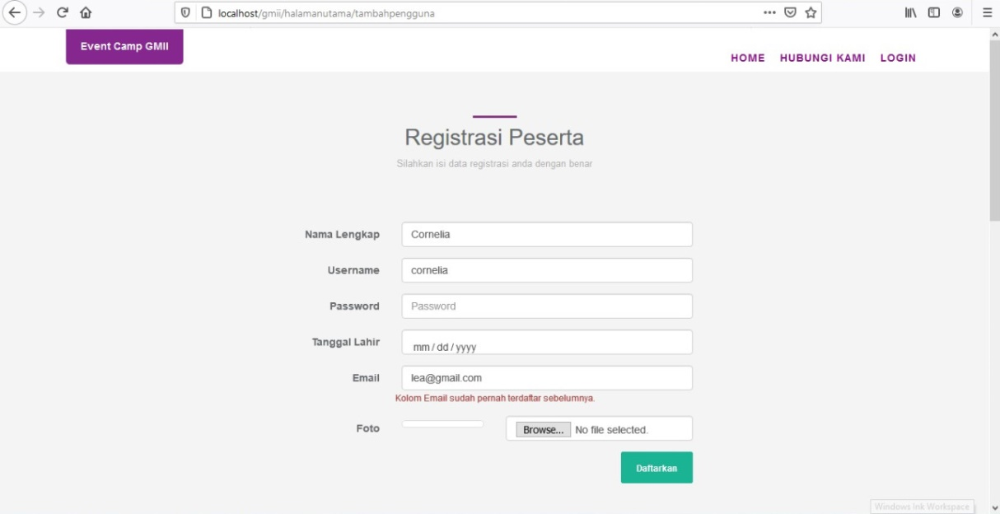 localhost/gmii/halamanutama/tambahpengguna
Event Camp GMII
HOME HUBUNGI KAMI LOGIN
Registrasi Peserta
Silahkan isi data registrasi anda dengan benar
Nama Lengkap Cornelia
Username cornelia
Password Password
Tanggal Lahir mm / dd / yyyy
Email lea@gmail.com
Kolom Email sudah pernah terdaftar sebelumnya.
Foto Browse... No file selected.
Daftarkan
Windows Ink Workspace